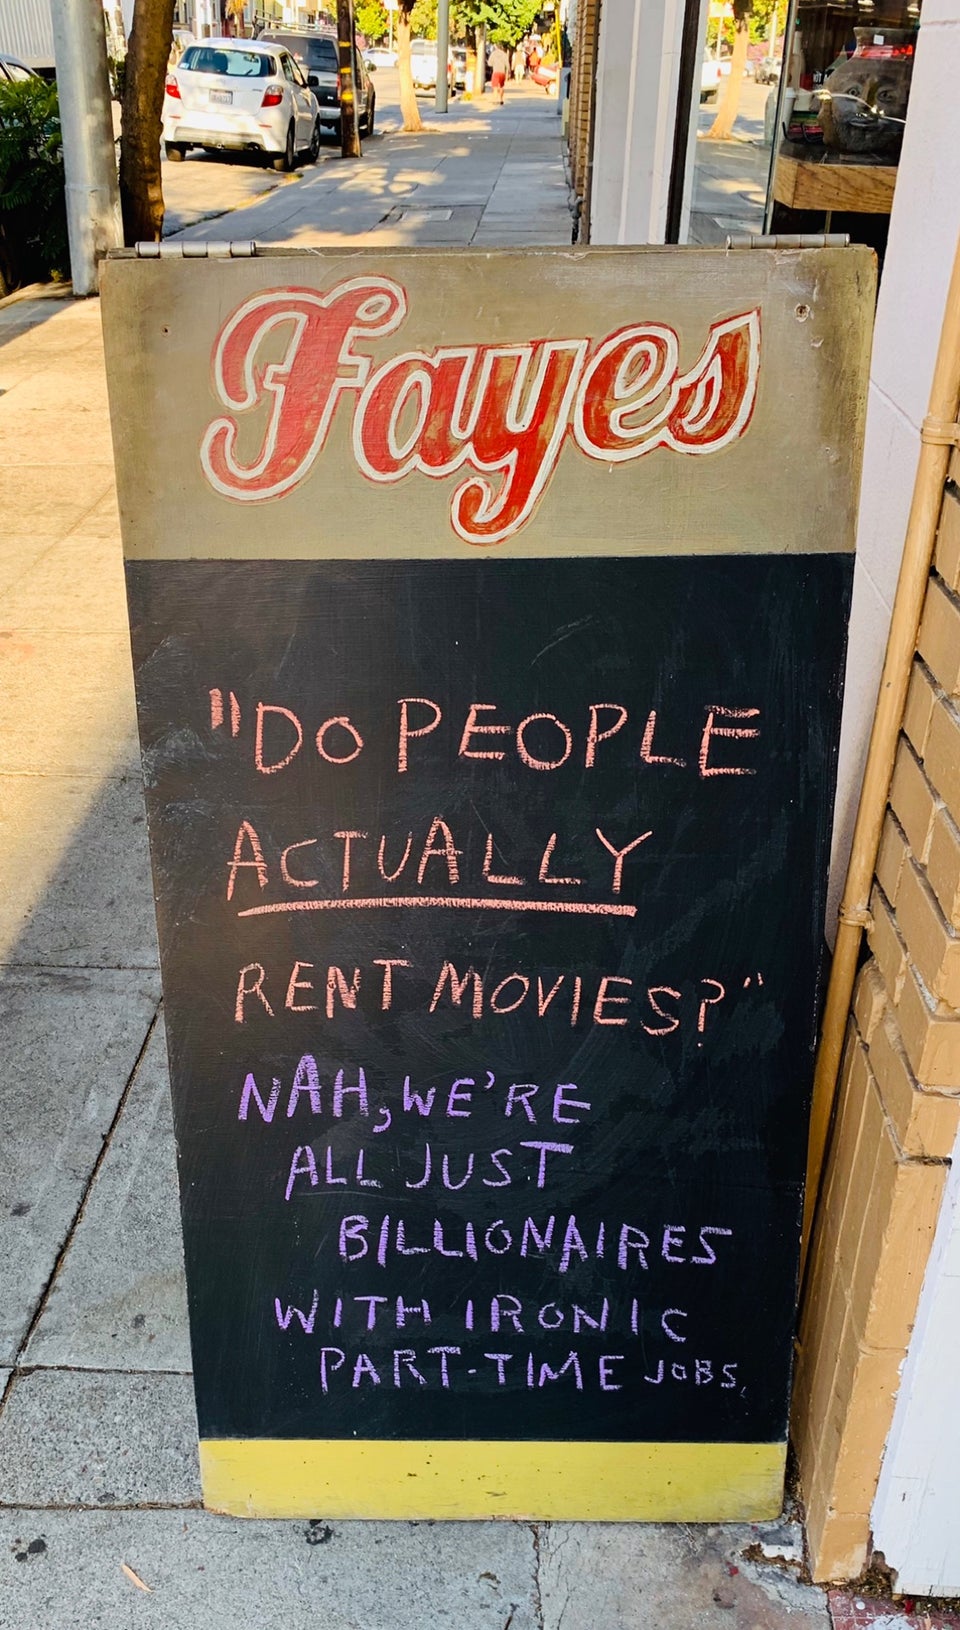 Fayes
"DO PEOPLE
ACTUALLY
RENT MOVIES?"
NAH, WE'RE
ALL JUST
BILLIONAIRES
WITH IRONIC
PART-TIME JOBS.